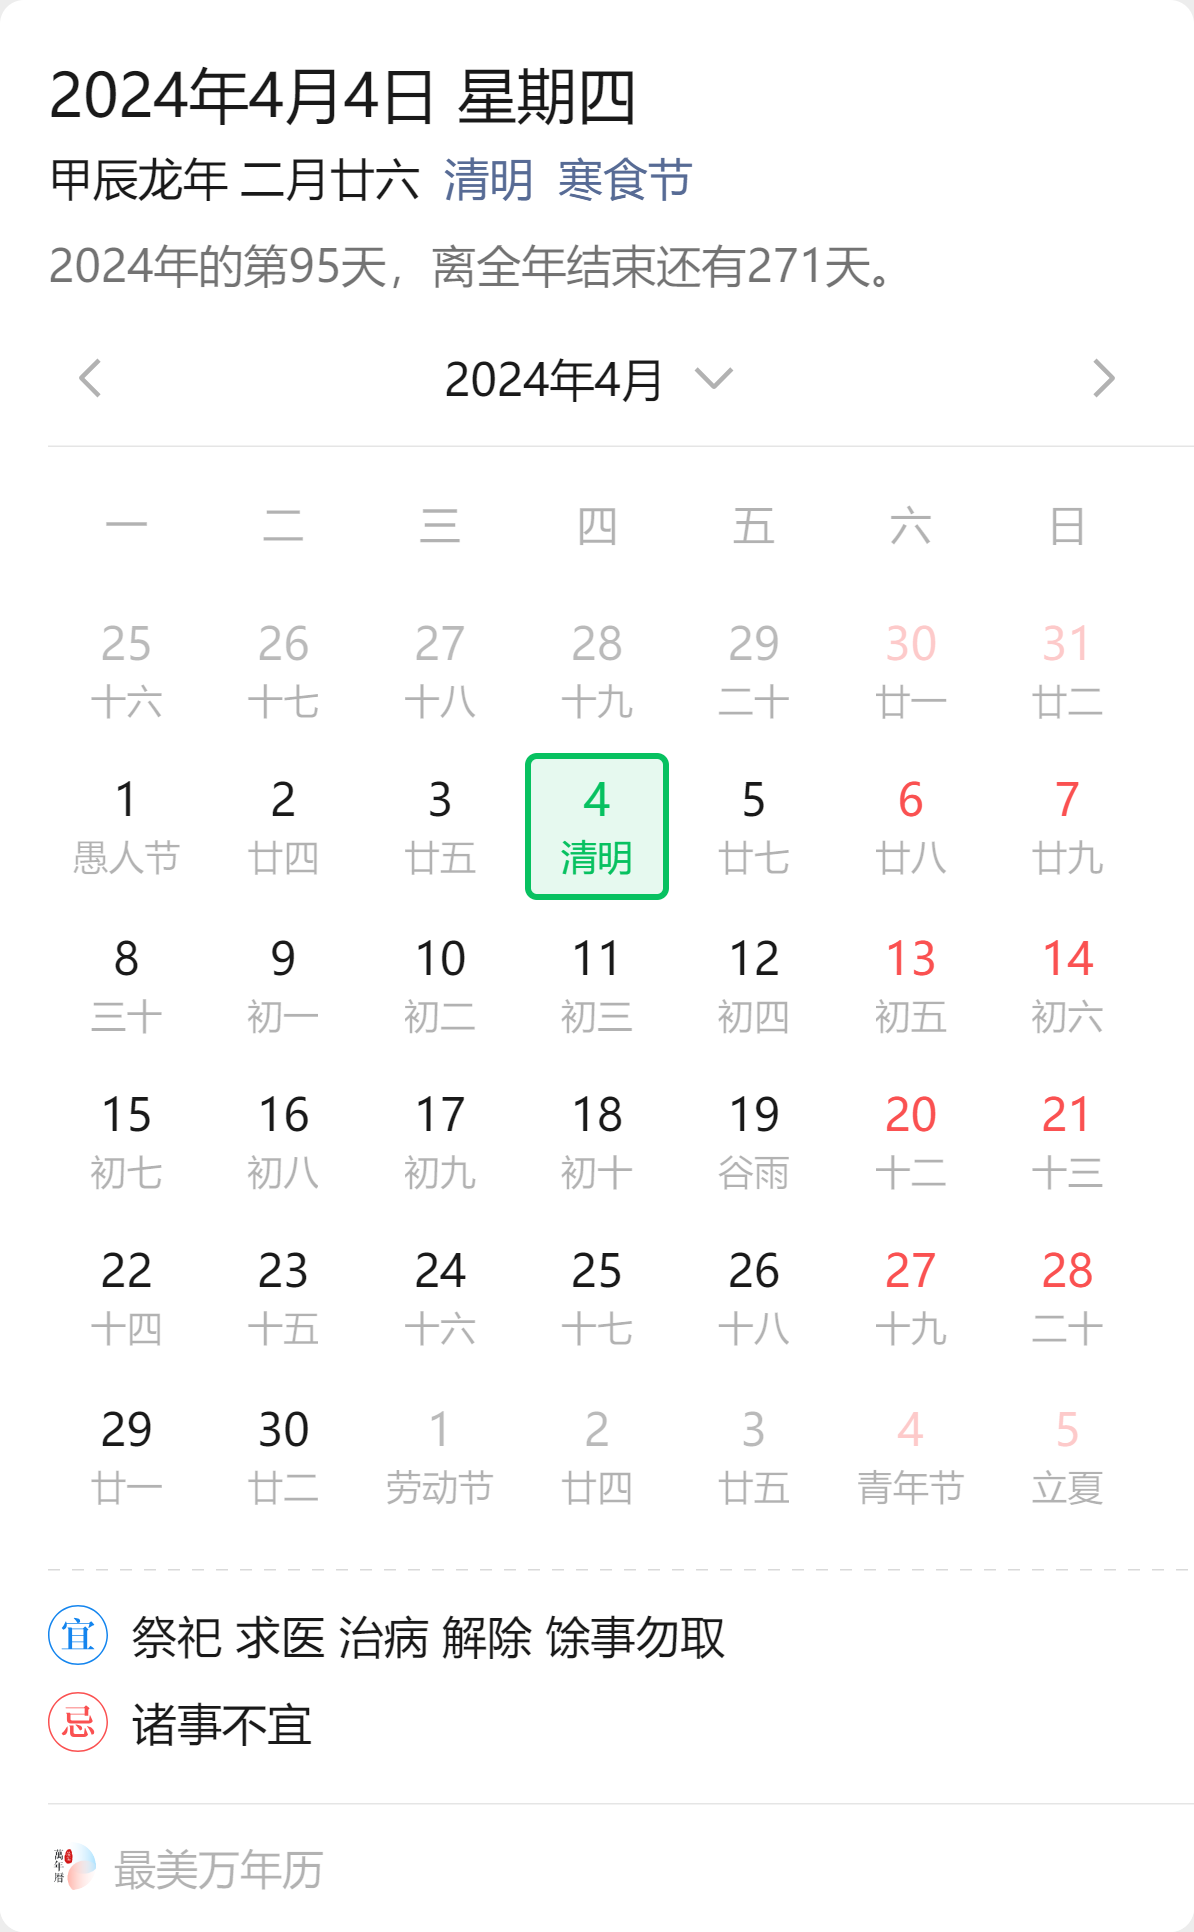 2024年4月4日 星期四
甲辰龙年 二月廿六 清明 寒食节
2024年的第95天，离全年结束还有271天。
2024年4月
一 二 三 四 五 六 日
25 26 27 28 29 30 31
十六 十七 十八 十九 二十 廿一 廿二
1 2 3 4 5 6 7
愚人节 廿四 廿五 清明 廿七 廿八 廿九
8 9 10 11 12 13 14
三十 初一 初二 初三 初四 初五 初六
15 16 17 18 19 20 21
初七 初八 初九 初十 谷雨 十二 十三
22 23 24 25 26 27 28
十四 十五 十六 十七 十八 十九 二十
29 30 1 2 3 4 5
廿一 廿二 劳动节 廿四 廿五 青年节 立夏
宜 祭祀 求医 治病 解除 馀事勿取
忌 诸事不宜
萬年暦 最美万年历